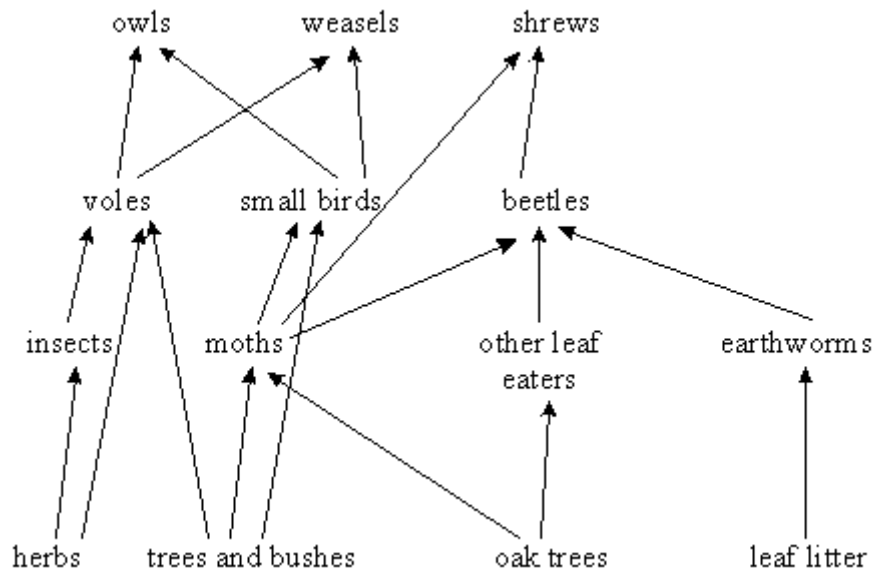 owls weasels shrews
voles small birds beetles
insects moths other leaf earthworms
eaters
herbs trees and bushes oak trees leaf litter